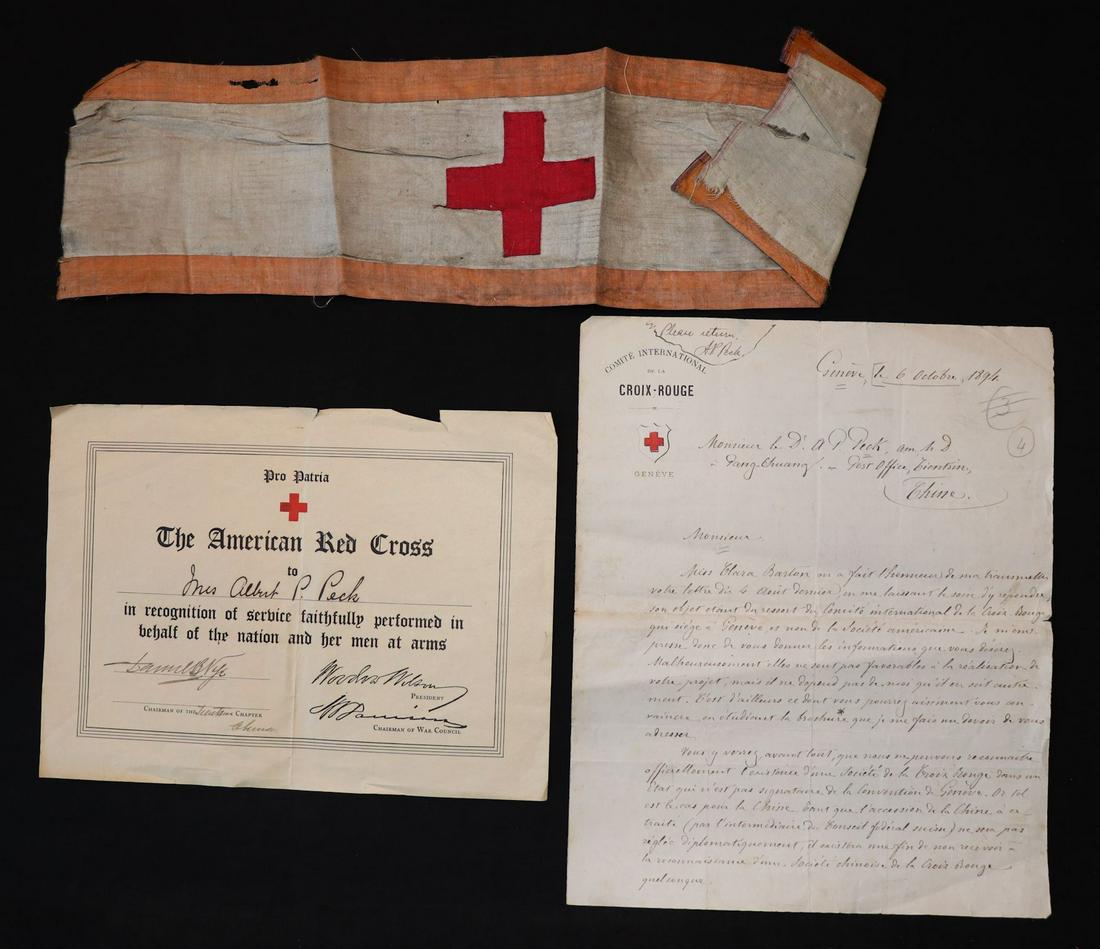 Pro Patria
The American Red Cross
to
Mrs Albert P. Peck
in recognition of service faithfully performed in
behalf of the nation and her men at arms
Woodrow Wilson
President
Chairman of the Tientsin Chapter
China
Chairman of War Council
Please return.
A P Peck.
COMITÉ INTERNATIONAL
DE LA
CROIX-ROUGE
GENÈVE
Genève, le 6 Octobre, 1894
3
4
Monsieur le Dr. A P Peck, am. h D
à Pang-Chuang. - Post Office, Tientsin,
Chine.
Monsieur.
Miss Clara Barton m'a fait l'honneur de me transmettre
votre lettre du 4 Août dernier, en me laissant le soin d'y répondre,
son objet étant du ressort du Comité international de la Croix Rouge
qui siège à Genève, et non de la Société américaine. Je m'em-
presse donc de vous donner les informations que vous désirez.
Malheureusement elles ne sont pas favorables à la réalisation de
votre projet, mais il ne dépend pas de moi qu'il en soit autre-
ment. C'est d'ailleurs ce dont vous pourrez aisément vous con-
vaincre en étudiant la brochure* que je me fais un devoir de vous
adresser.
Vous y verrez avant tout, que nous ne pouvons reconnaître
officiellement l'existence d'une Société de la Croix Rouge dans un
État qui n'est pas signataire de la Convention de Genève. Or tel
est le cas pour la Chine. Tant que l'accession de la Chine à ce
traité (par l'intermédiaire du Conseil fédéral suisse) ne sera pas
réglée diplomatiquement, il existera une fin de non recevoir à
la reconnaissance d'une Société chinoise de la Croix Rouge
quelconque.